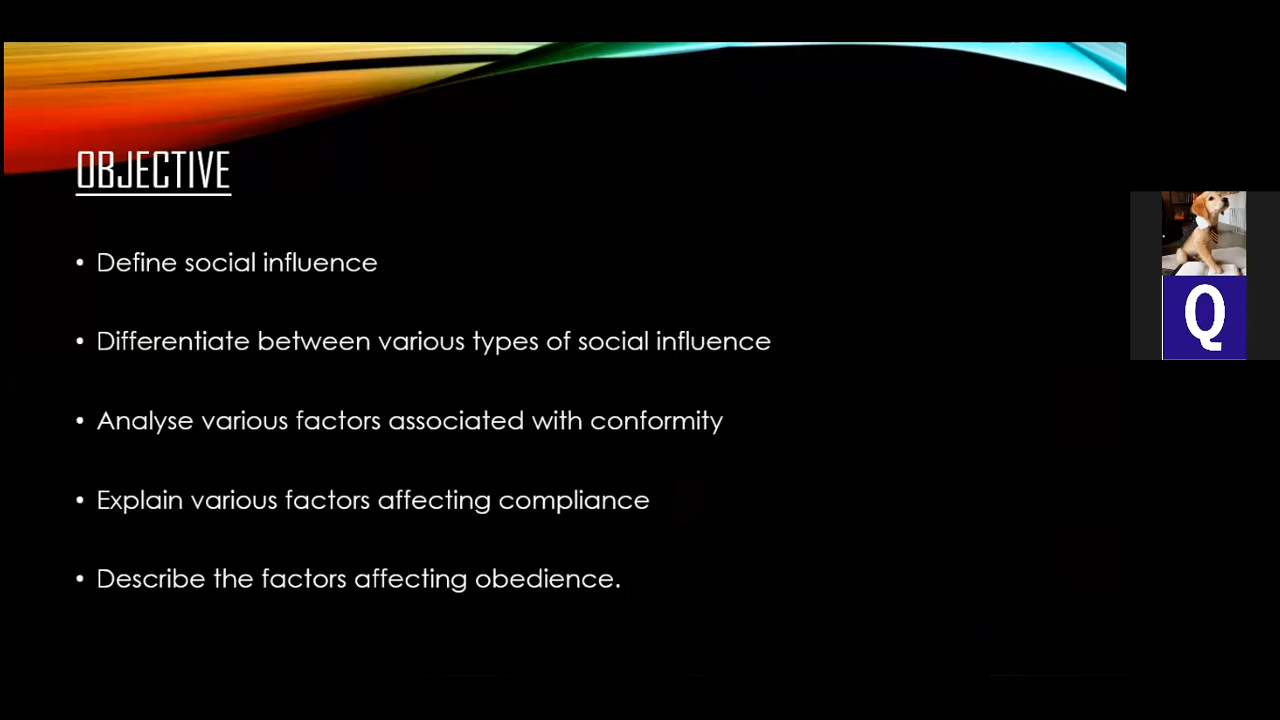 OBJECTIVE
• Define social influence
• Differentiate between various types of social influence
• Analyse various factors associated with conformity
• Explain various factors affecting compliance
• Describe the factors affecting obedience.
Q